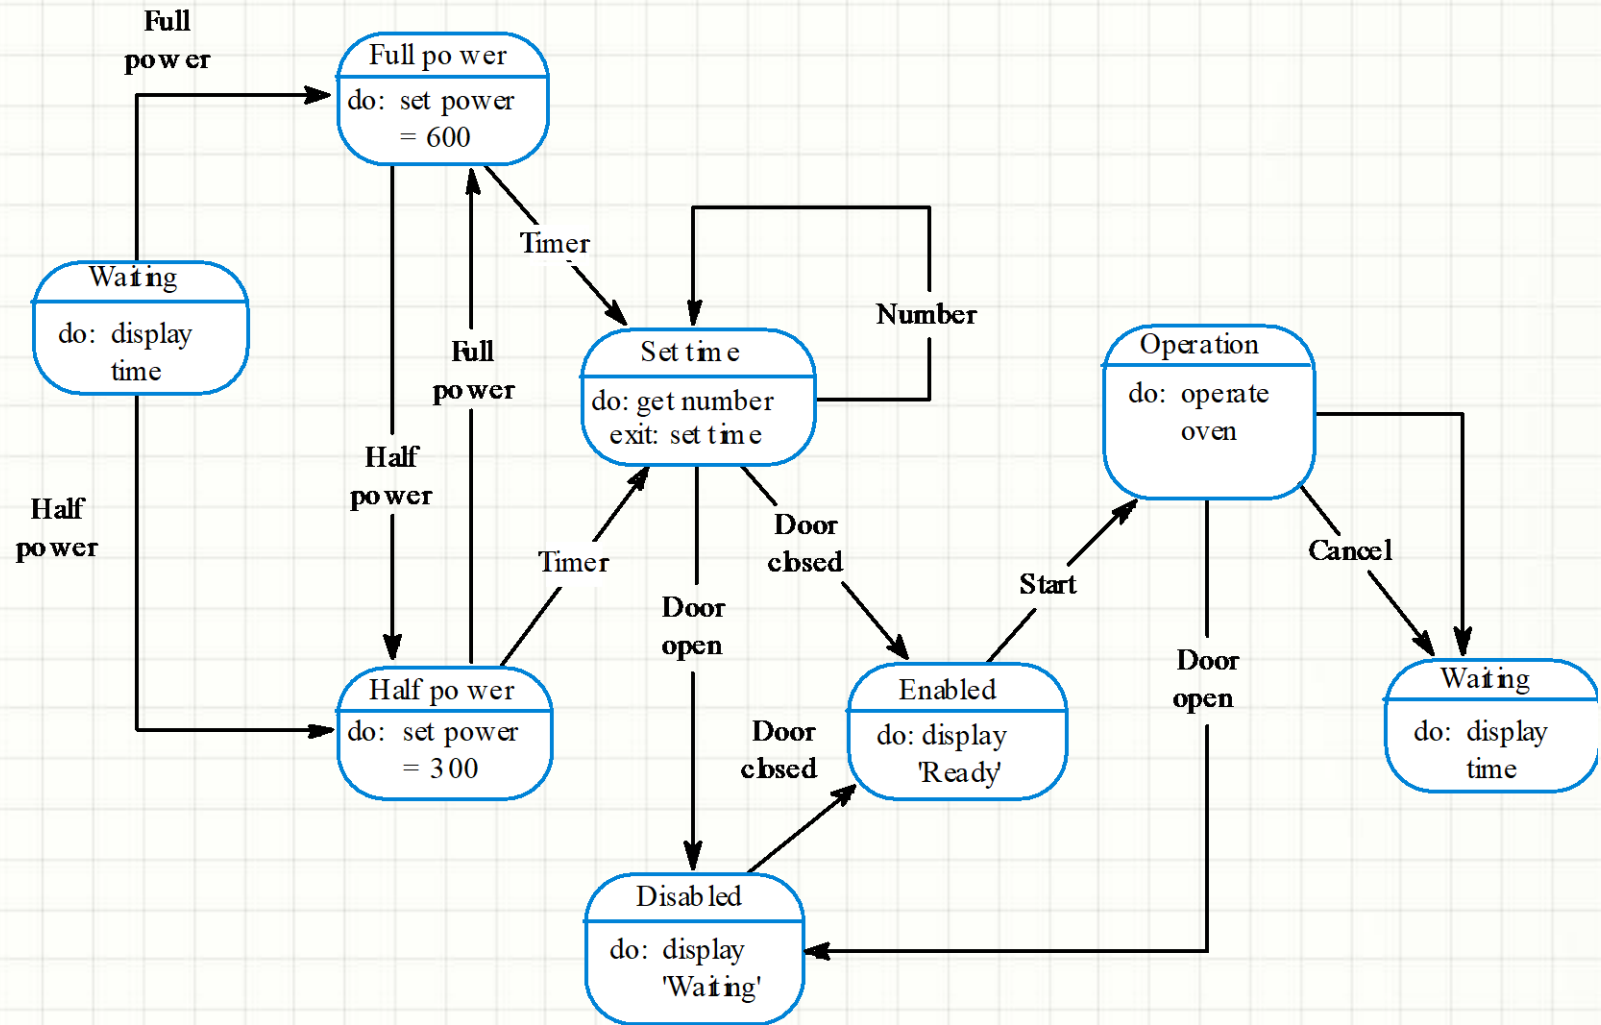 Full
power
Full power
do: set power
= 600
Timer
Waiting
do: display
time
Number
Full
power
Set time
do: get number
exit: set time
Operation
do: operate
oven
Half
power
Half
power
Timer
Door
closed
Door
open
Start
Cancel
Door
open
Half power
do: set power
= 300
Enabled
do: display
'Ready'
Door
closed
Waiting
do: display
time
Disabled
do: display
'Waiting'